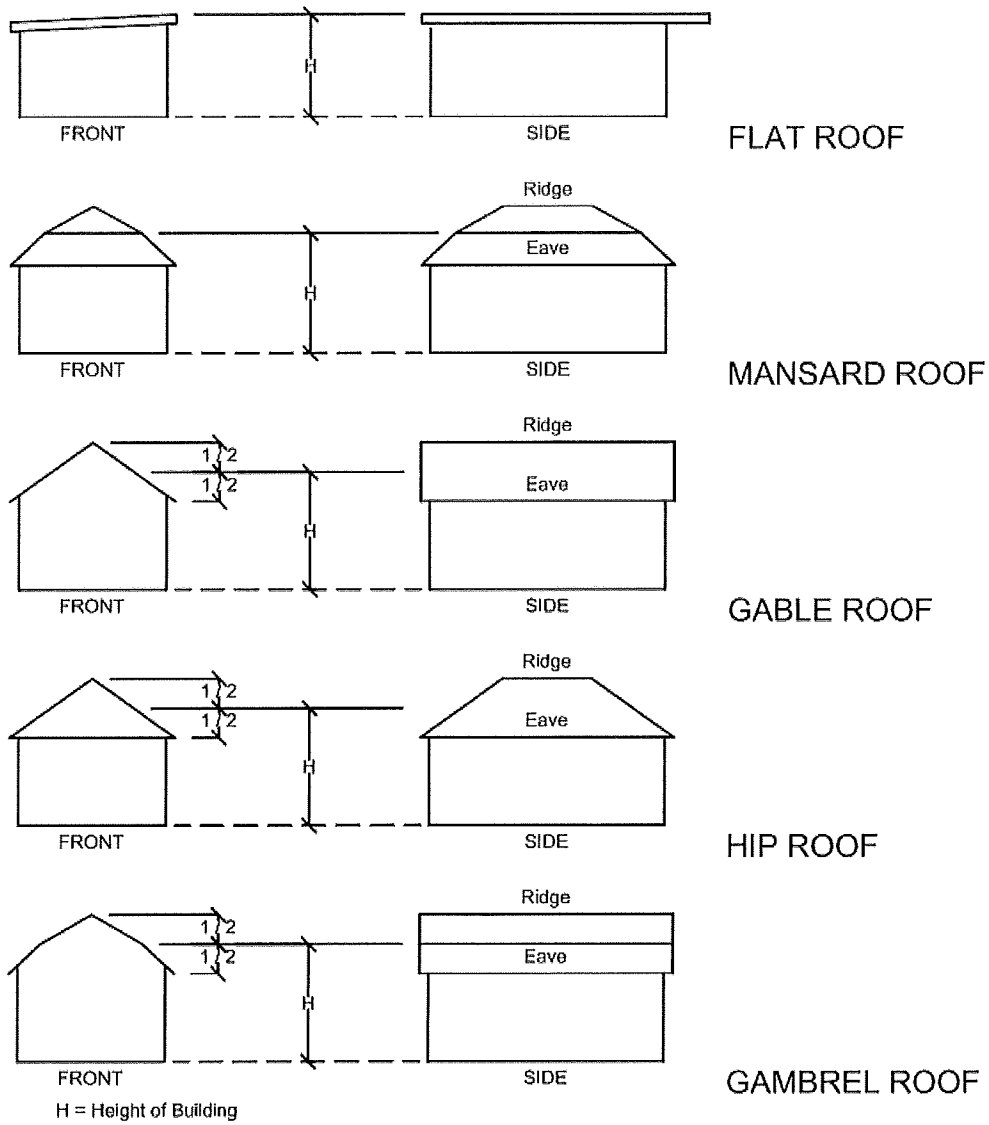 H
FRONT
SIDE
FLAT ROOF
Ridge
Eave
H
FRONT
SIDE
MANSARD ROOF
Ridge
1/2
1/2
Eave
H
FRONT
SIDE
GABLE ROOF
Ridge
1/2
1/2
Eave
H
FRONT
SIDE
HIP ROOF
Ridge
1/2
1/2
Eave
H
FRONT
SIDE
GAMBREL ROOF
H = Height of Building